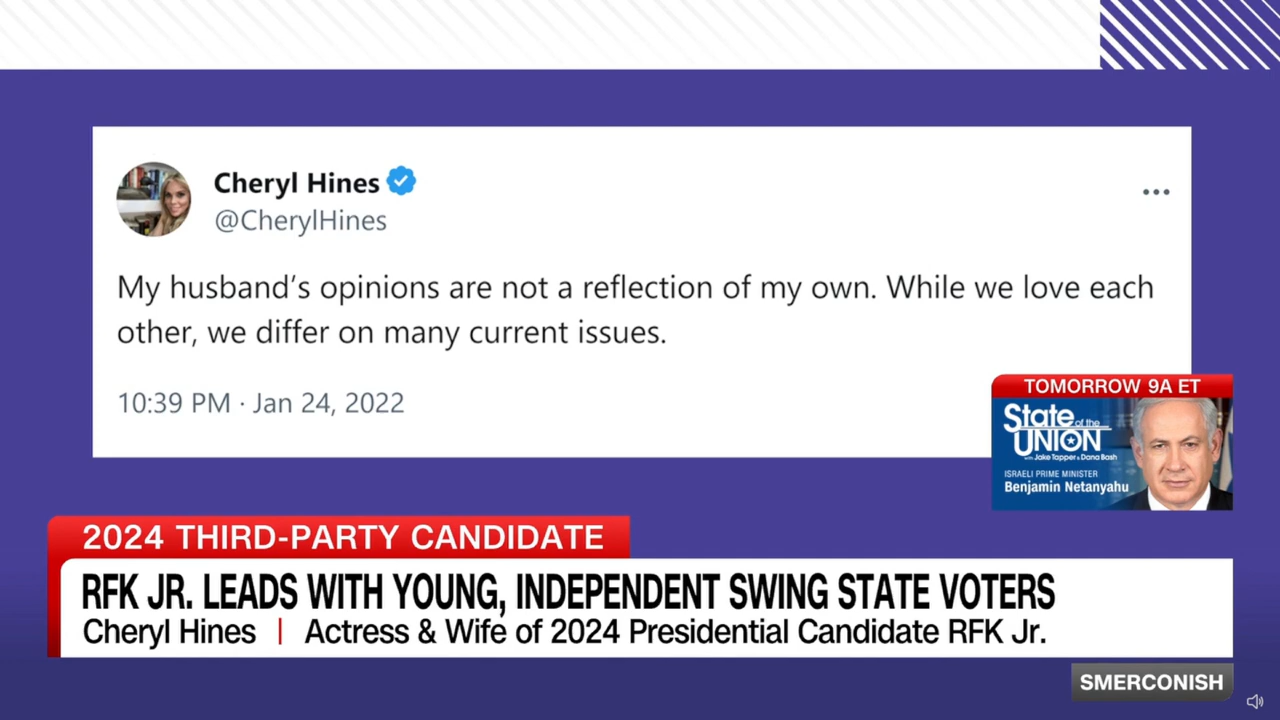 Cheryl Hines
@CherylHines
My husband’s opinions are not a reflection of my own. While we love each
other, we differ on many current issues.
10:39 PM · Jan 24, 2022
TOMORROW 9A ET
State of the
UNION
with Jake Tapper & Dana Bash
ISRAELI PRIME MINISTER
Benjamin Netanyahu
2024 THIRD-PARTY CANDIDATE
RFK JR. LEADS WITH YOUNG, INDEPENDENT SWING STATE VOTERS
Cheryl Hines | Actress & Wife of 2024 Presidential Candidate RFK Jr.
SMERCONISH